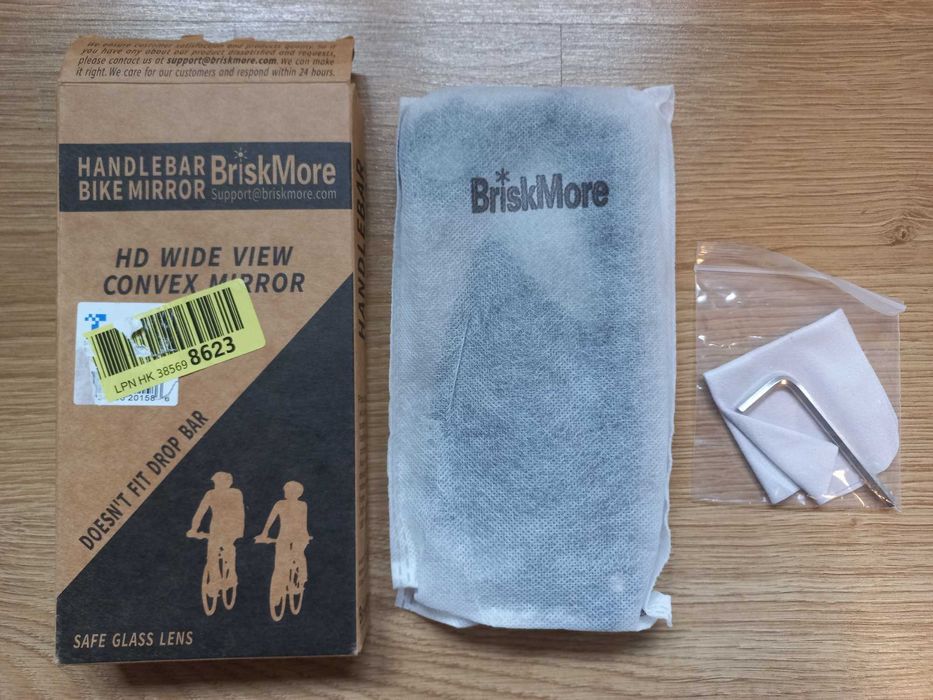 you have any about our product dissatisfied and requests,
please contact us at support@briskmore.com. We can make
it right. We care for our customers and respond within 24 hours.
HANDLEBAR
BIKE MIRROR
BriskMore
Support@briskmore.com
HD WIDE VIEW
CONVEX MIRROR
HANDLEBAR
LPN HK 38569 8623
20158 6
DOESN'T FIT DROP BAR
SAFE GLASS LENS
BriskMore